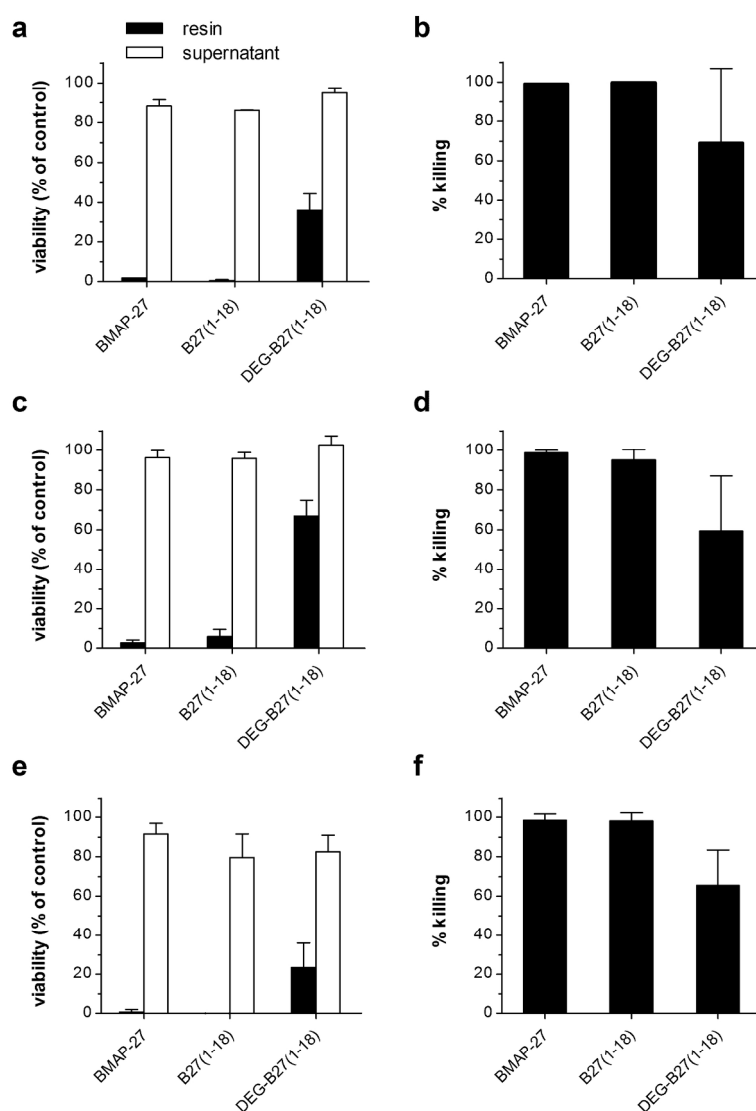 a
resin
supernatant
viability (% of control)
100
80
60
40
20
0
BMAP-27
B27(1-18)
DEG-B27(1-18)
b
% killing
100
80
60
40
20
0
BMAP-27
B27(1-18)
DEG-B27(1-18)
c
viability (% of control)
100
80
60
40
20
0
BMAP-27
B27(1-18)
DEG-B27(1-18)
d
% killing
100
80
60
40
20
0
BMAP-27
B27(1-18)
DEG-B27(1-18)
e
viability (% of control)
100
80
60
40
20
0
BMAP-27
B27(1-18)
DEG-B27(1-18)
f
% killing
100
80
60
40
20
0
BMAP-27
B27(1-18)
DEG-B27(1-18)